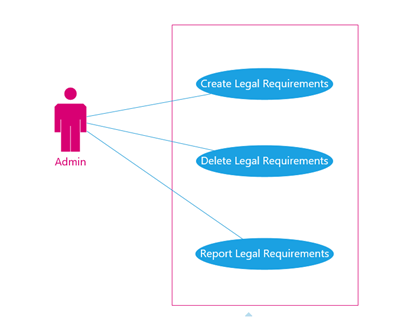 Create Legal Requirements
Admin
Delete Legal Requirements
Report Legal Requirements